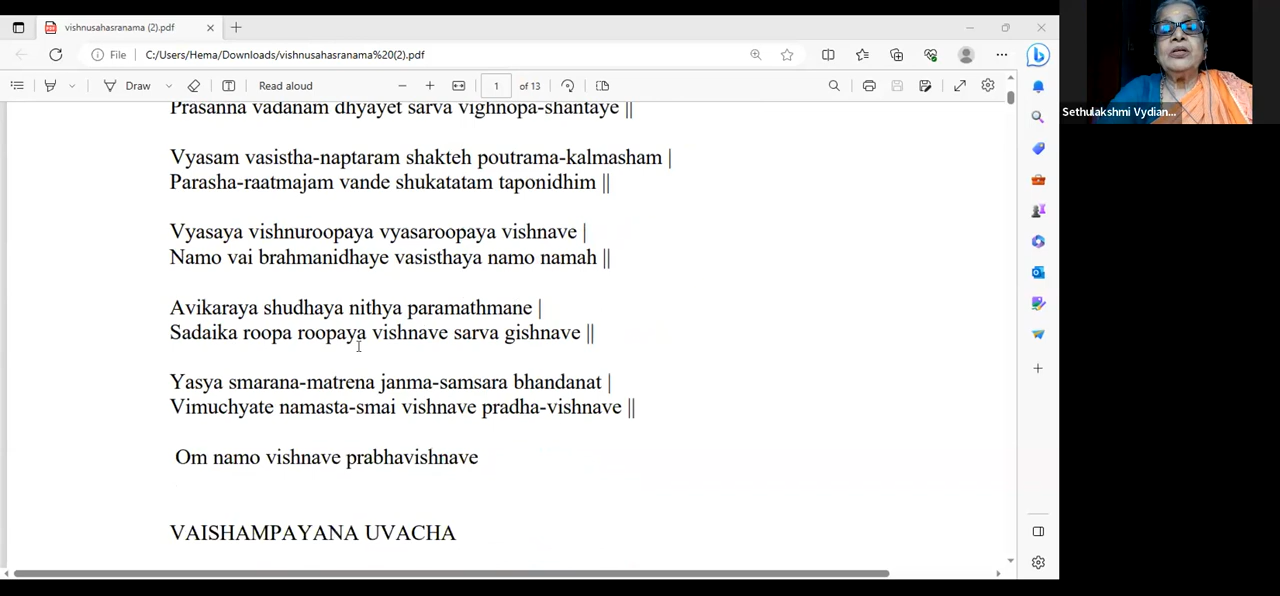 vishnusahasranama (2).pdf
File C:/Users/Hema/Downloads/vishnusahasranama%20(2).pdf
Draw Read aloud 1 of 13
Prasanna vadanam dhyayet sarva vighnopa-shantaye ||
Vyasam vasistha-naptaram shakteh poutrama-kalmasham |
Parasha-raatmajam vande shukatatam taponidhim ||
Vyasaya vishnuroopaya vyasaroopaya vishnave |
Namo vai brahmanidhaye vasisthaya namo namah ||
Avikaraya shudhaya nithya paramathmane |
Sadaika roopa roopaya vishnave sarva gishnave ||
Yasya smarana-matrena janma-samsara bhandanat |
Vimuchyate namasta-smai vishnave pradha-vishnave ||
Om namo vishnave prabhavishnave
VAISHAMPAYANA UVACHA
Sethulakshmi Vydian...